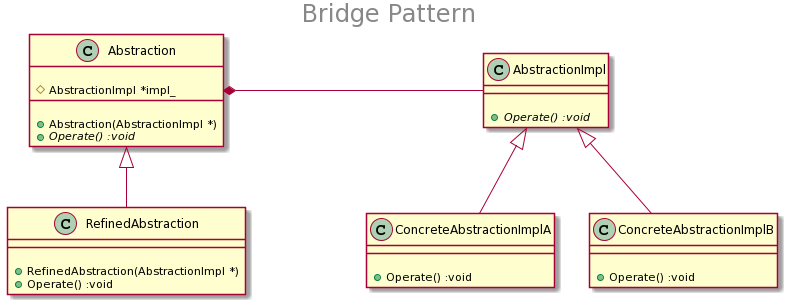 Bridge Pattern
C Abstraction
AbstractionImpl *impl_
Abstraction(AbstractionImpl *)
Operate() :void
C AbstractionImpl
Operate() :void
C RefinedAbstraction
RefinedAbstraction(AbstractionImpl *)
Operate() :void
C ConcreteAbstractionImplA
Operate() :void
C ConcreteAbstractionImplB
Operate() :void